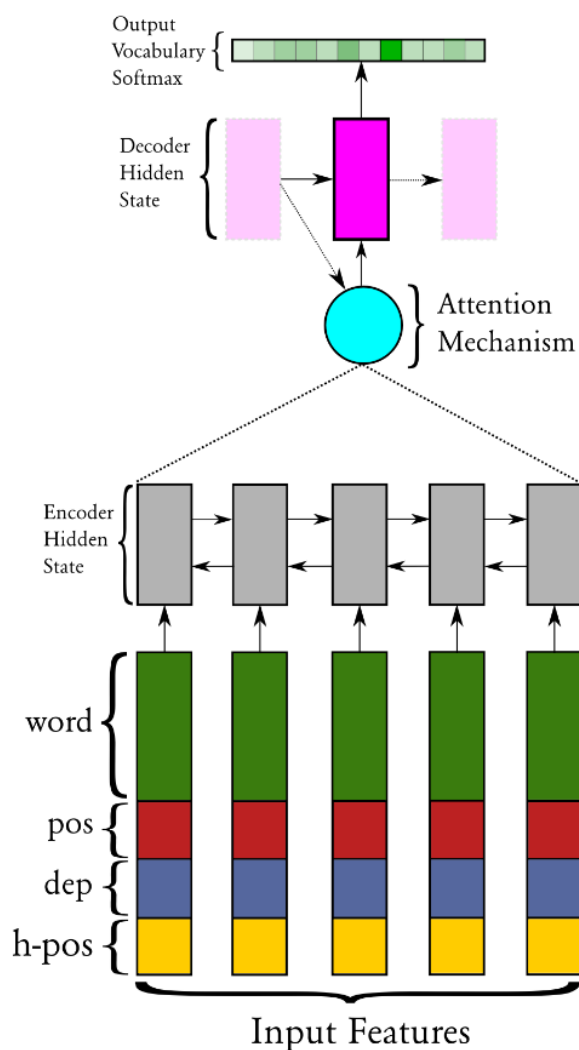 Output
Vocabulary
Softmax
Decoder
Hidden
State
Attention
Mechanism
Encoder
Hidden
State
word
pos
dep
h-pos
Input Features